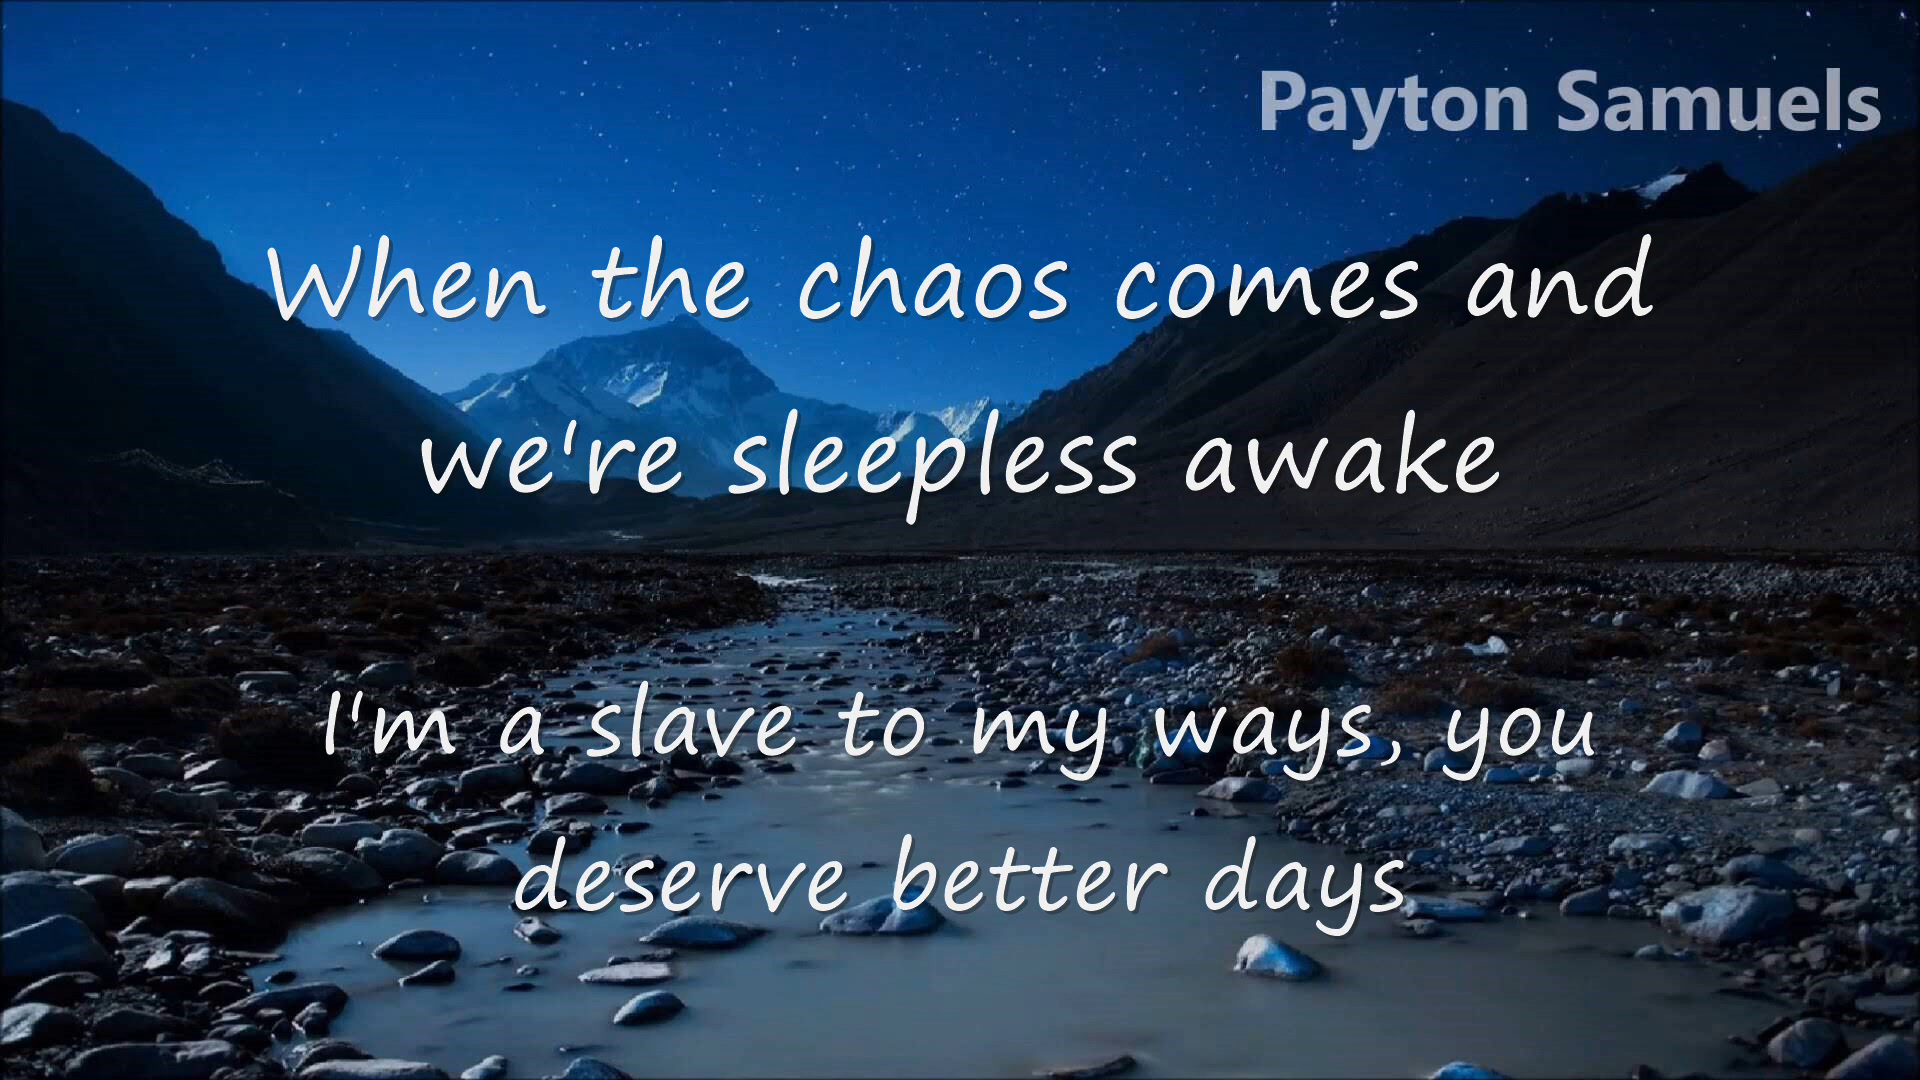 Payton Samuels
When the chaos comes and
we're sleepless awake
I'm a slave to my ways, you
deserve better days